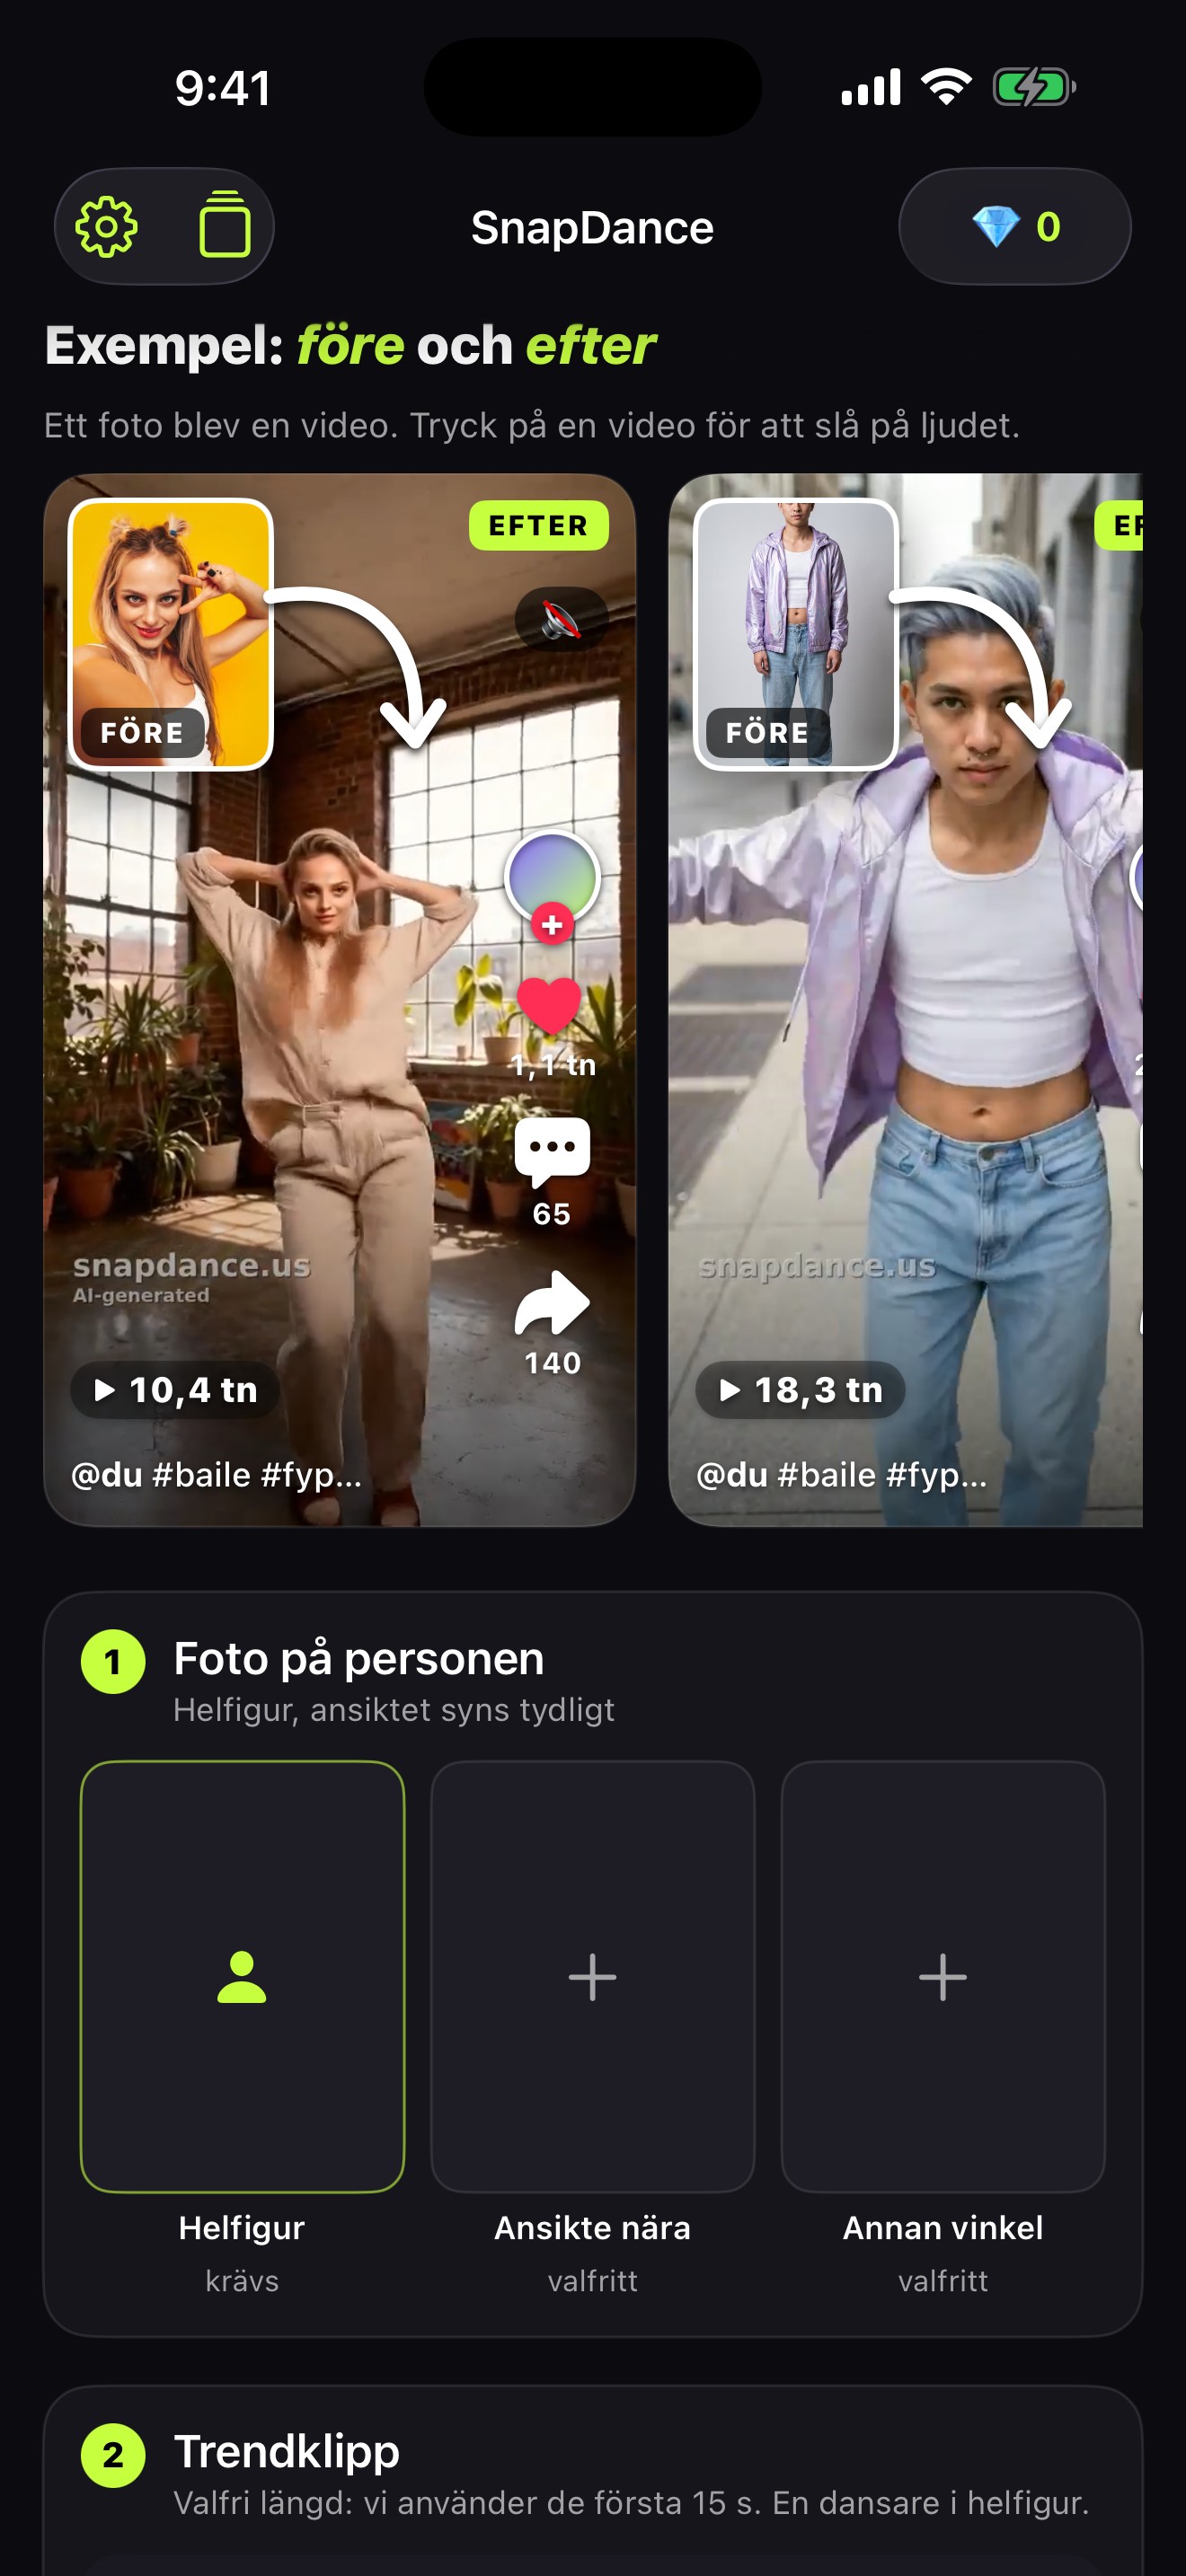 9:41
SnapDance
0
Exempel: före och efter
Ett foto blev en video. Tryck på en video för att slå på ljudet.
FÖRE
EFTER
1,1 tn
65
140
snapdance.us
AI-generated
10,4 tn
@du #baile #fyp...
FÖRE
snapdance.us
18,3 tn
@du #baile #fyp...
1
Foto på personen
Helfigur, ansiktet syns tydligt
Helfigur
krävs
Ansikte nära
valfritt
Annan vinkel
valfritt
2
Trendklipp
Valfri längd: vi använder de första 15 s. En dansare i helfigur.